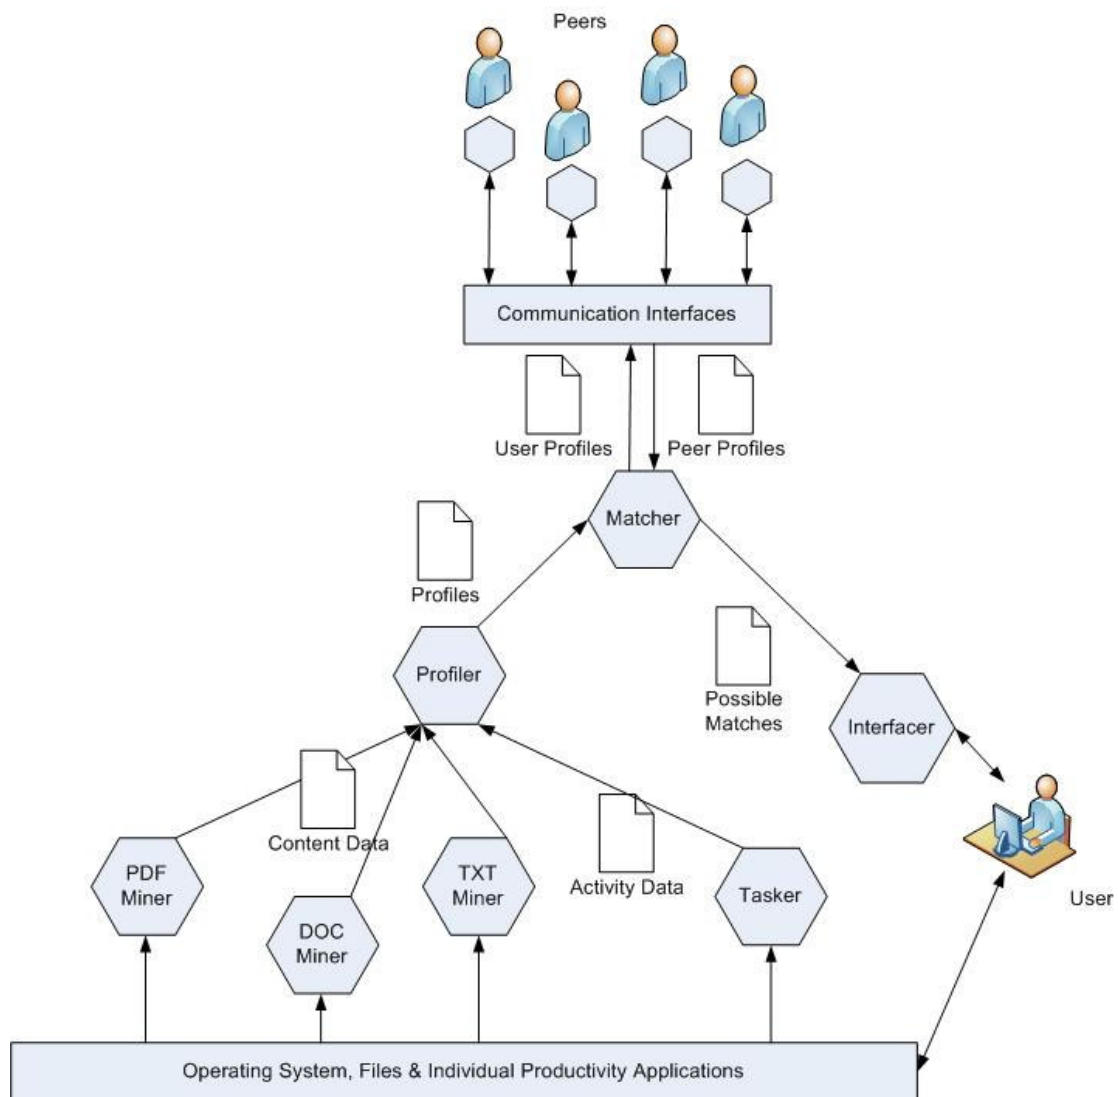 Peers
Communication Interfaces
User Profiles
Peer Profiles
Matcher
Profiles
Profiler
Possible
Matches
Interfacer
Content Data
Activity Data
PDF
Miner
DOC
Miner
TXT
Miner
Tasker
User
Operating System, Files & Individual Productivity Applications